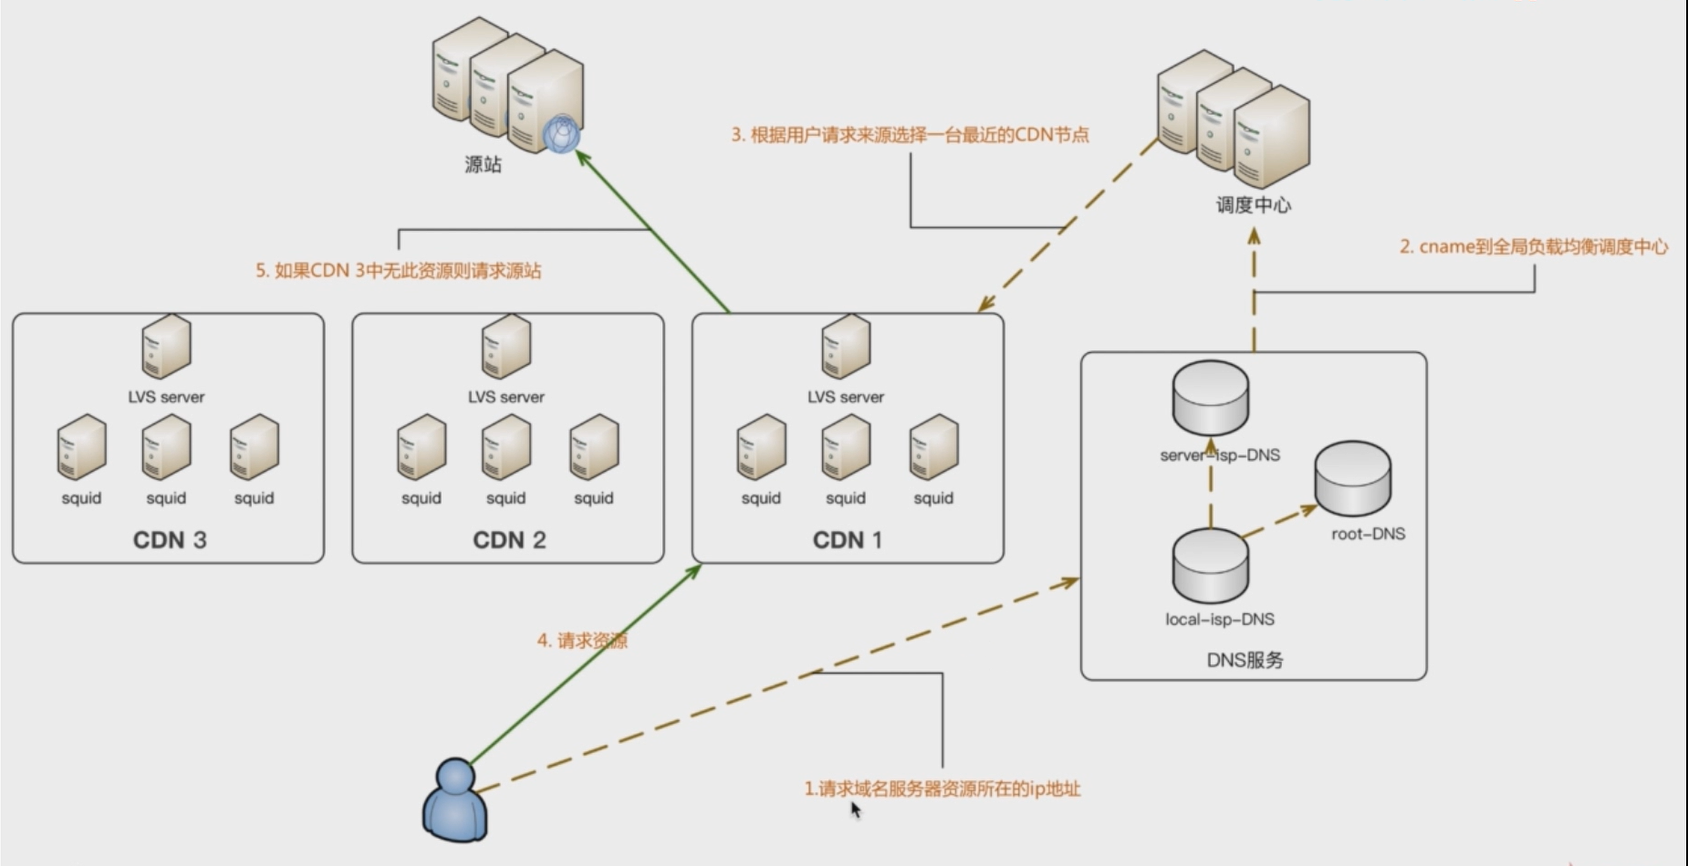 源站
3. 根据用户请求来源选择一台最近的CDN节点
调度中心
2. cname到全局负载均衡调度中心
5. 如果CDN 3中无此资源则请求源站
LVS server
squid squid squid
CDN 3
LVS server
squid squid squid
CDN 2
LVS server
squid squid squid
CDN 1
server-isp-DNS
root-DNS
local-isp-DNS
DNS服务
4. 请求资源
1.请求域名服务器资源所在的ip地址